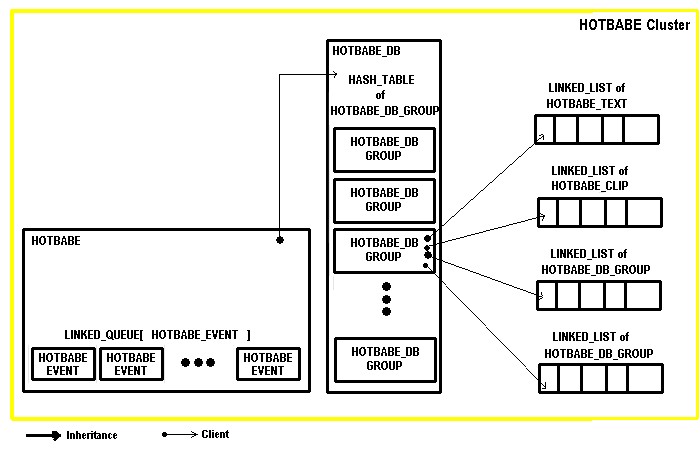 HOTBABE Cluster
HOTBABE_DB
HASH_TABLE
of
HOTBABE_DB_GROUP
HOTBABE_DB
GROUP
HOTBABE_DB
GROUP
HOTBABE_DB
GROUP
HOTBABE_DB
GROUP
LINKED_LIST of
HOTBABE_TEXT
LINKED_LIST of
HOTBABE_CLIP
LINKED_LIST of
HOTBABE_DB_GROUP
LINKED_LIST of
HOTBABE_DB_GROUP
HOTBABE
LINKED_QUEUE[ HOTBABE_EVENT ]
HOTBABE
EVENT
HOTBABE
EVENT
HOTBABE
EVENT
Inheritance
Client